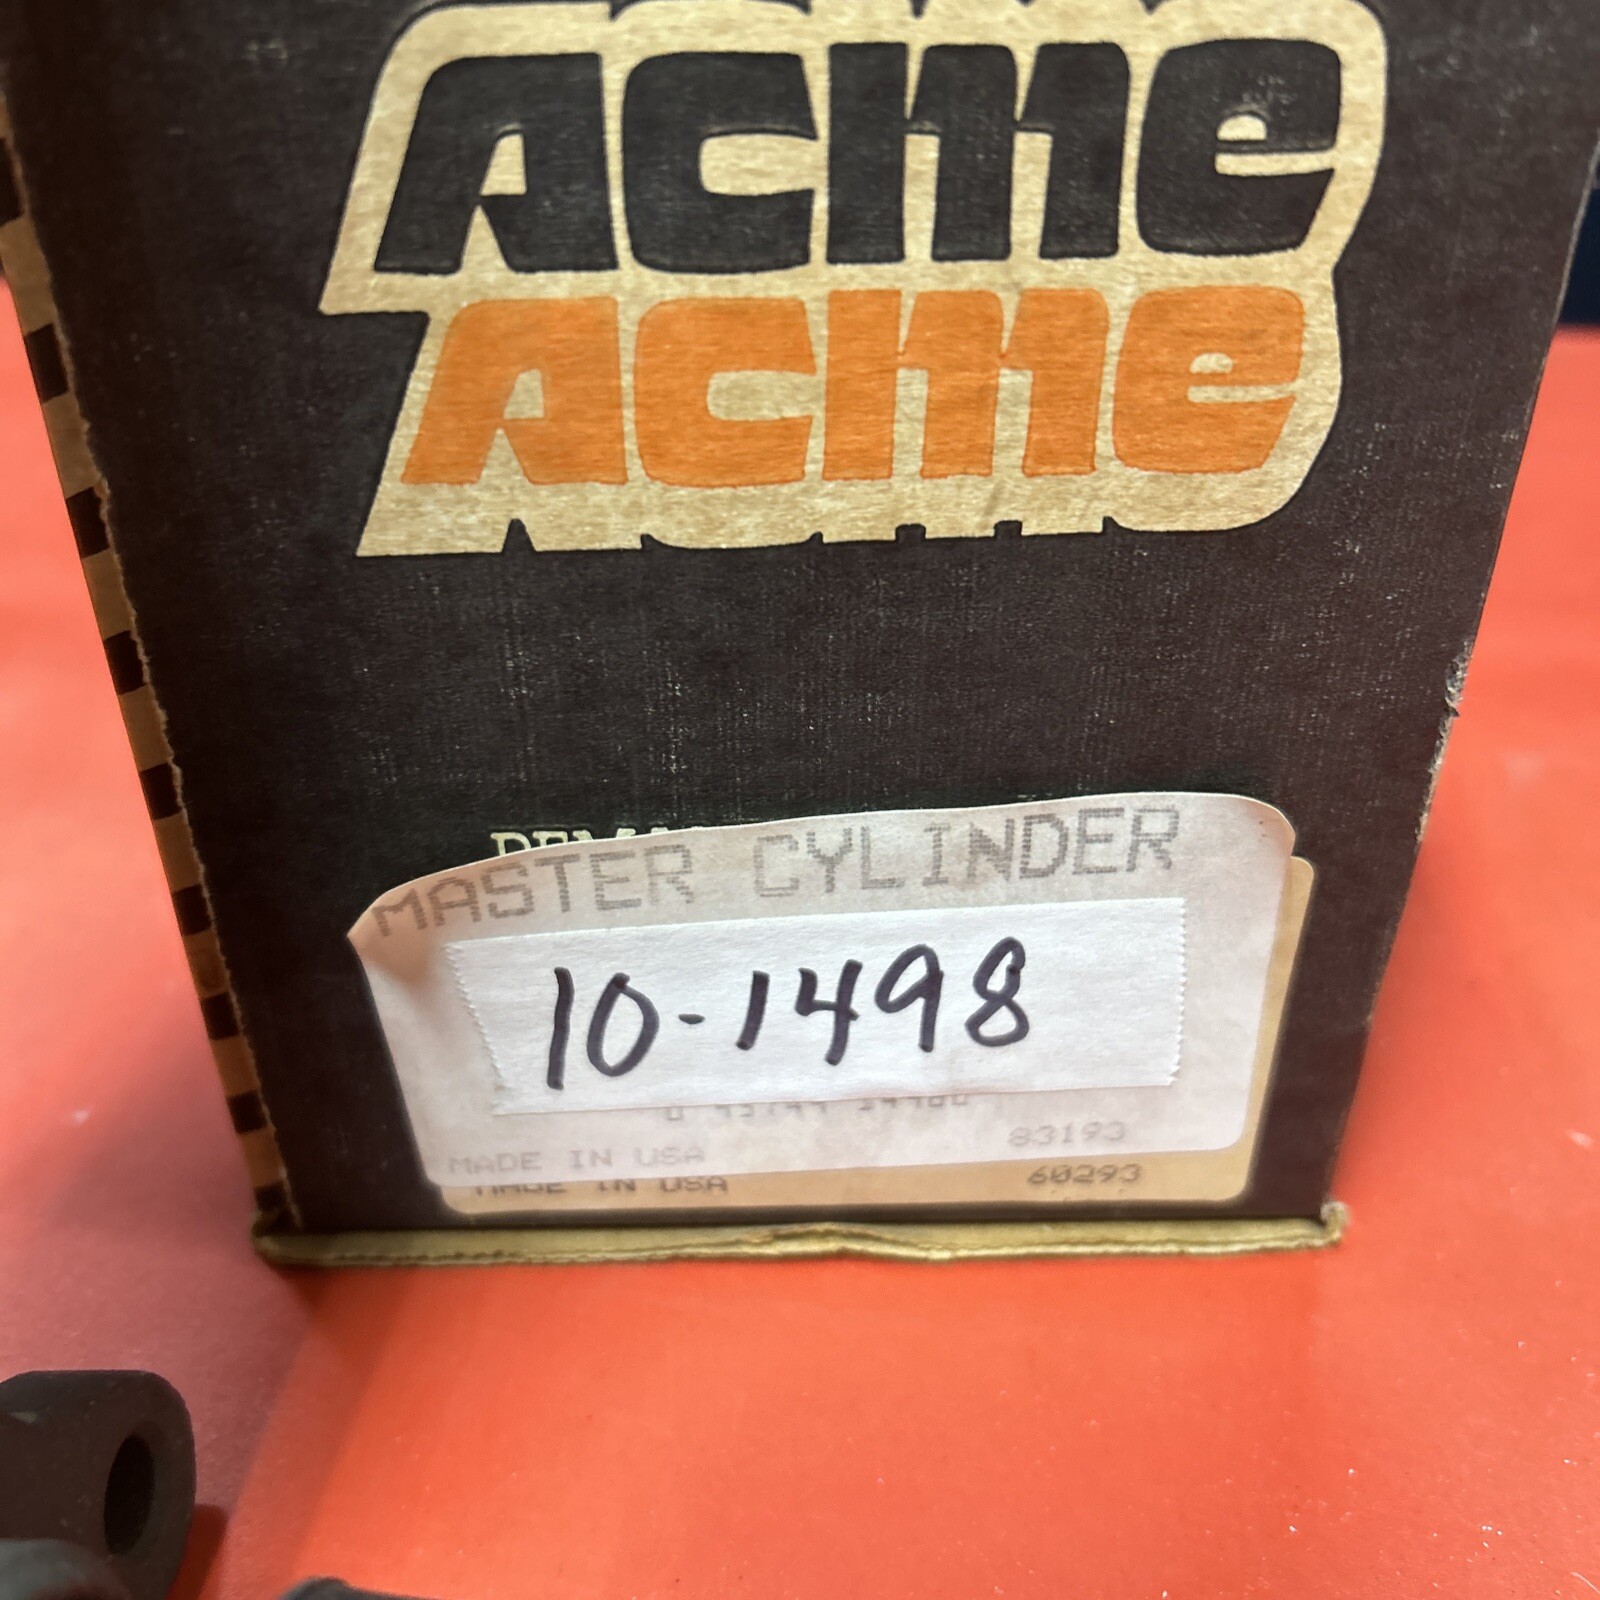 ACME
ACME
MASTER CYLINDER
10-1498
MADE IN USA
83193
MADE IN USA
60293